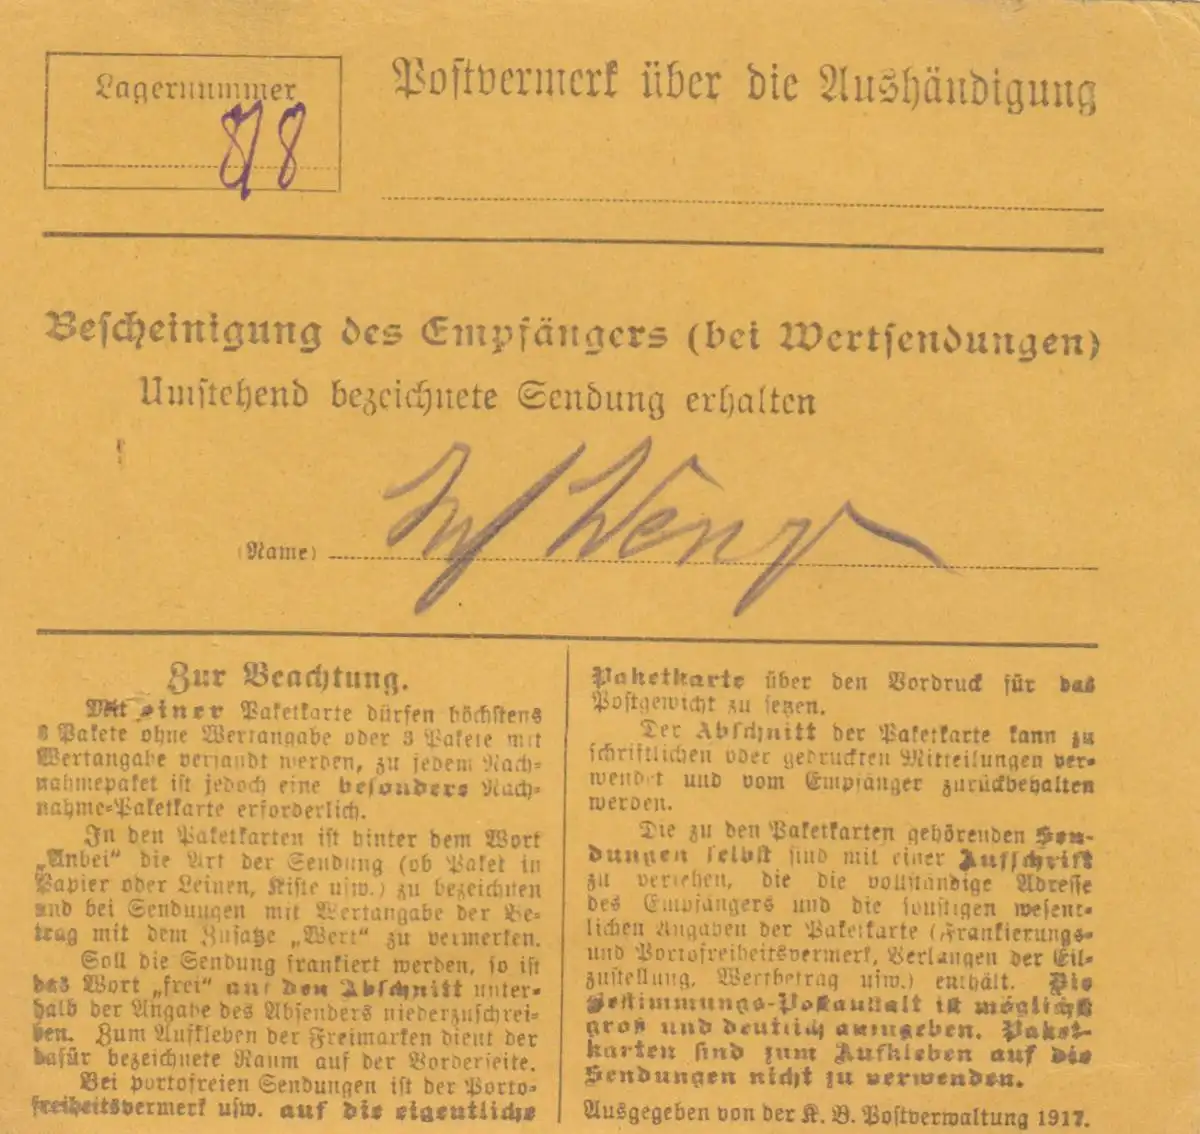 Lagernummer
8/8
Postvermerk über die Aushändigung
Bescheinigung des Empfängers (bei Wertsendungen)
Umstehend bezeichnete Sendung erhalten
(Name)
Zur Beachtung.
Mit einer Paketkarte dürfen höchstens
Pakete ohne Wertangabe oder 3 Pakete mit
Wertangabe versandt werden, zu jedem Nach-
nahmepaket ist jedoch eine besondere Nach-
nahme-Paketkarte erforderlich.
In den Paketkarten ist hinter dem Wort
„Anbei“ die Art der Sendung (ob Paket in
Papier oder Leinen, Kiste usw.) zu bezeichnen
und bei Sendungen mit Wertangabe der Be-
trag mit dem Zusatze „Wert“ zu vermerken.
Soll die Sendung frankiert werden, so ist
das Wort „frei“ auf den Abschnitt unter-
halb der Angabe des Absenders niederzuschrei-
ben. Zum Aufkleben der Freimarken dient der
dafür bezeichnete Raum auf der Vorderseite.
Bei portofreien Sendungen ist der Porto-
freiheitsvermerk usw. auf die eigentliche
Paketkarte über den Vordruck für das
Postgewicht zu setzen.
Der Abschnitt der Paketkarte kann zu
schriftlichen oder gedruckten Mitteilungen ver-
wendet und vom Empfänger zurückbehalten
werden.
Die zu den Paketkarten gehörenden Sen-
dungen selbst sind mit einer Aufschrift
zu versehen, die die vollständige Adresse
des Empfängers und die sonstigen wesent-
lichen Angaben der Paketkarte (Frankierungs-
und Portofreiheitsvermerk, Verlangen der Eil-
zustellung, Wertbetrag usw.) enthält. Die
Bestimmungs-Postanstalt ist möglichst
groß und deutlich anzugeben. Paket-
karten sind zum Aufkleben auf die
Sendungen nicht zu verwenden.
Ausgegeben von der K. B. Postverwaltung 1917.